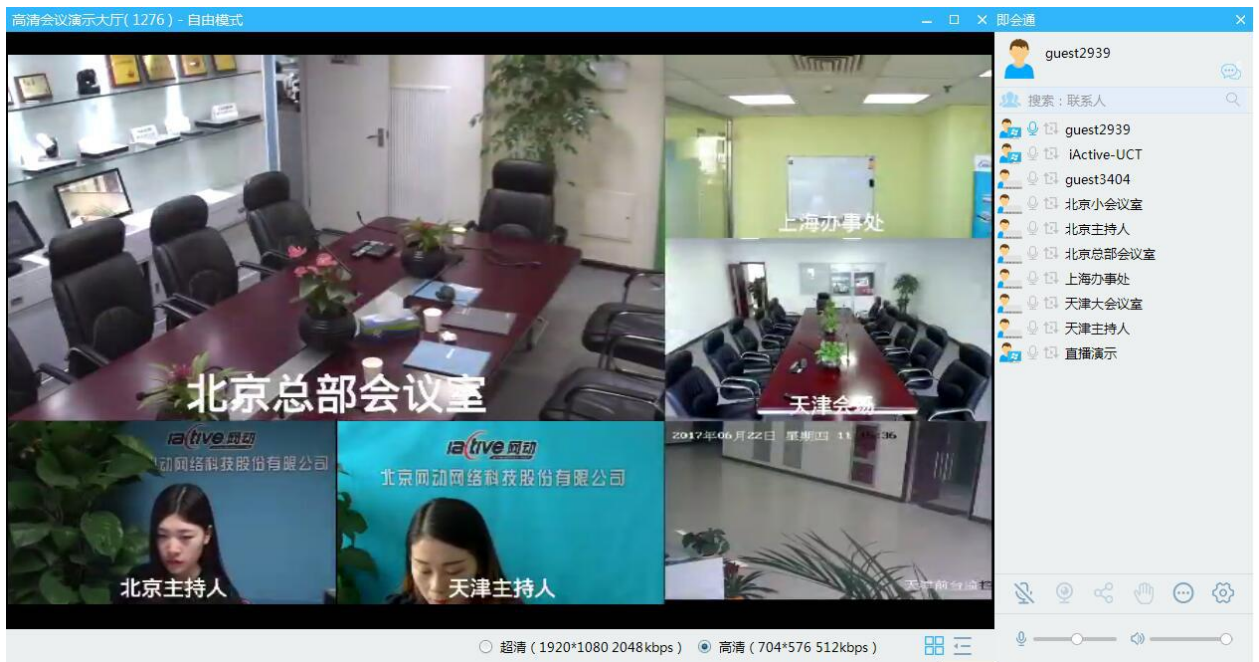 高清会议演示大厅( 1276 ) - 自由模式
即会通
guest2939
搜索：联系人
guest2939
iActive-UCT
guest3404
北京小会议室
北京主持人
北京总部会议室
上海办事处
天津大会议室
天津主持人
直播演示
上海办事处
北京总部会议室
天津会场
iactive 网动
动网络科技股份有限公司
北京主持人
iactive 网动
北京网动网络科技股份有限公司
天津主持人
2017年06月22日 星期四 11
36
天津前台
超清 ( 1920*1080 2048kbps )
高清 ( 704*576 512kbps )